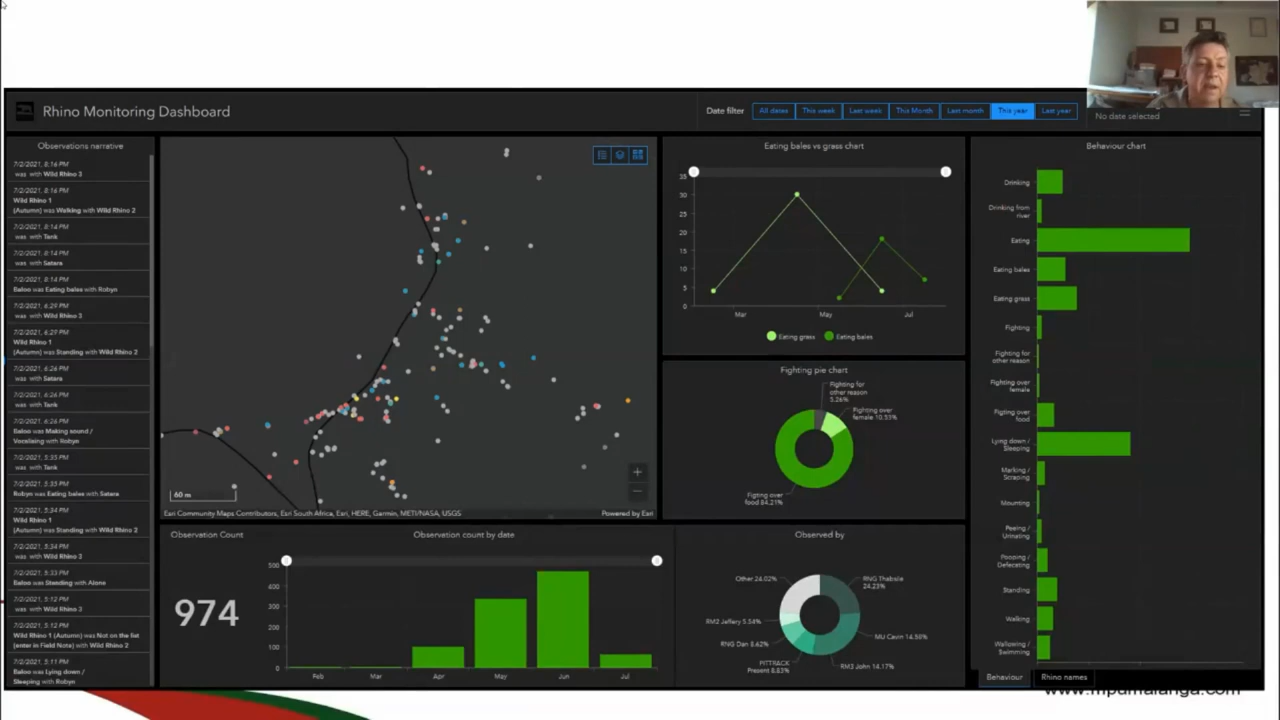 Rhino Monitoring Dashboard
Date filter
All dates
This week
Last week
This Month
Last month
This year
Last year
No date selected
Observations narrative
7/2/2021, 8:16 PM
was with Wild Rhino 3
7/2/2021, 8:16 PM
Wild Rhino 1
(Autumn) was Walking with Wild Rhino 2
7/2/2021, 8:14 PM
was with Tank
7/2/2021, 8:14 PM
was with Satara
7/2/2021, 8:14 PM
Baloo was Eating bales with Robyn
7/2/2021, 6:29 PM
was with Wild Rhino 3
7/2/2021, 6:29 PM
Wild Rhino 1
(Autumn) was Standing with Wild Rhino 2
7/2/2021, 6:26 PM
was with Satara
7/2/2021, 6:26 PM
was with Tank
7/2/2021, 6:26 PM
Baloo was Making sound /
Vocalising with Robyn
7/2/2021, 5:35 PM
was with Tank
7/2/2021, 5:35 PM
Robyn was Eating bales with Satara
7/2/2021, 5:34 PM
Wild Rhino 1
(Autumn) was Standing with Wild Rhino 2
7/2/2021, 5:34 PM
was with Wild Rhino 3
7/2/2021, 5:33 PM
Baloo was Standing with Alone
7/2/2021, 5:12 PM
was with Wild Rhino 3
7/2/2021, 5:12 PM
Wild Rhino 1 (Autumn) was Not on the list
(enter in Field Note) with Wild Rhino 2
7/2/2021, 5:11 PM
Baloo was Lying down /
Sleeping with Robyn
60 m
+
−
Esri Community Maps Contributors, Esri South Africa, Esri, HERE, Garmin, METI/NASA, USGS
Powered by Esri
Eating bales vs grass chart
35
30
25
20
15
10
5
0
Mar
May
Jul
Eating grass
Eating bales
Fighting pie chart
Fighting for
other reason
5.26%
Fighting over
female 10.53%
Figting over
food 84.21%
Observation Count
974
Observation count by date
500
400
300
200
100
0
Feb
Mar
Apr
May
Jun
Jul
Observed by
Other 24.02%
RNG Thabsile
24.23%
RM2 Jeffery 5.54%
RNG Dan 8.62%
MU Cavin 14.58%
PITTRACK
Present 8.83%
RM3 John 14.17%
Behaviour chart
Drinking
Drinking from
river
Eating
Eating bales
Eating grass
Fighting
Fighting for
other reason
Fighting over
female
Figting over
food
Lying down /
Sleeping
Marking /
Scraping
Mounting
Peeing /
Urinating
Pooping /
Defecating
Standing
Walking
Wallowing /
Swimming
Behaviour
Rhino names
www.mpumalanga.com